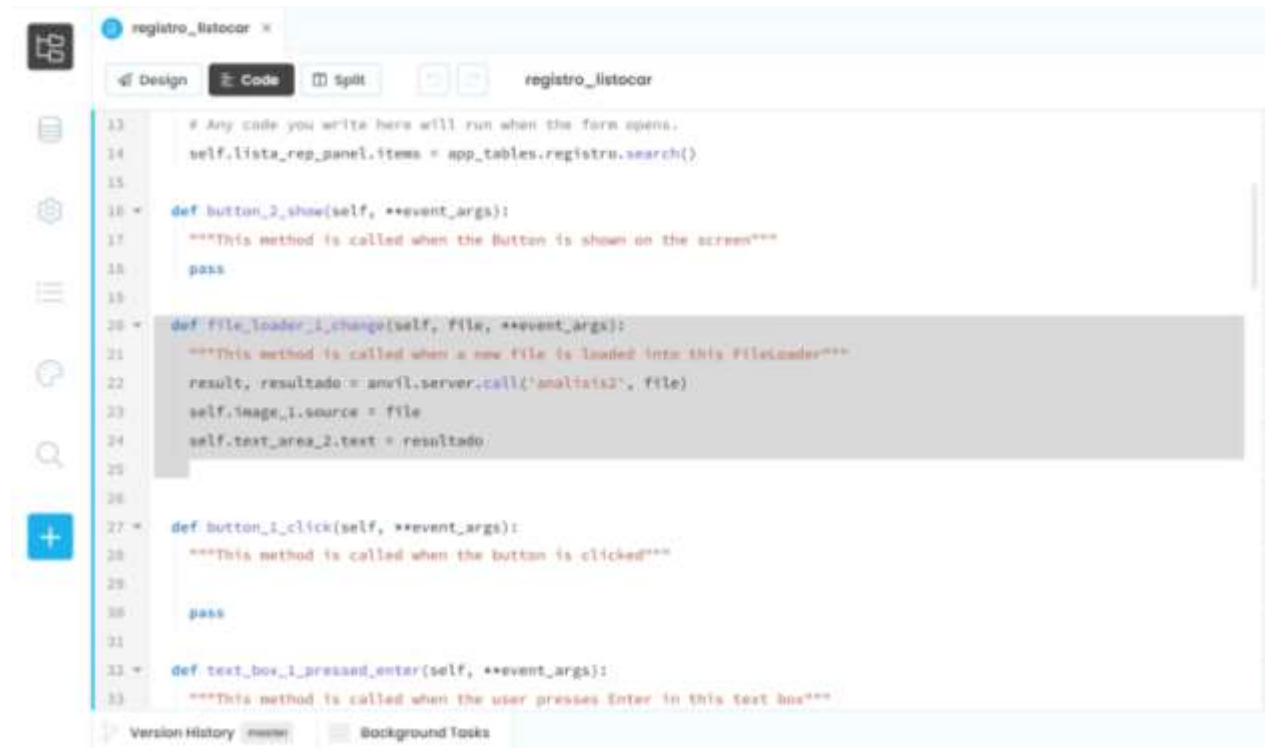 registro_listocar ×
Design Code Split registro_listocar
13 # Any code you write here will run when the form opens.
14 self.lista_rep_panel.items = app_tables.registro.search()
15
16 def button_2_show(self, **event_args):
17 """This method is called when the Button is shown on the screen"""
18 pass
19
20 def file_loader_1_change(self, file, **event_args):
21 """This method is called when a new file is loaded into this FileLoader"""
22 result, resultado = anvil.server.call('analisis2', file)
23 self.image_1.source = file
24 self.text_area_2.text = resultado
25
26
27 def button_1_click(self, **event_args):
28 """This method is called when the button is clicked"""
29
30 pass
31
32 def text_box_1_pressed_enter(self, **event_args):
33 """This method is called when the user presses Enter in this text box"""
Version History master Background Tasks